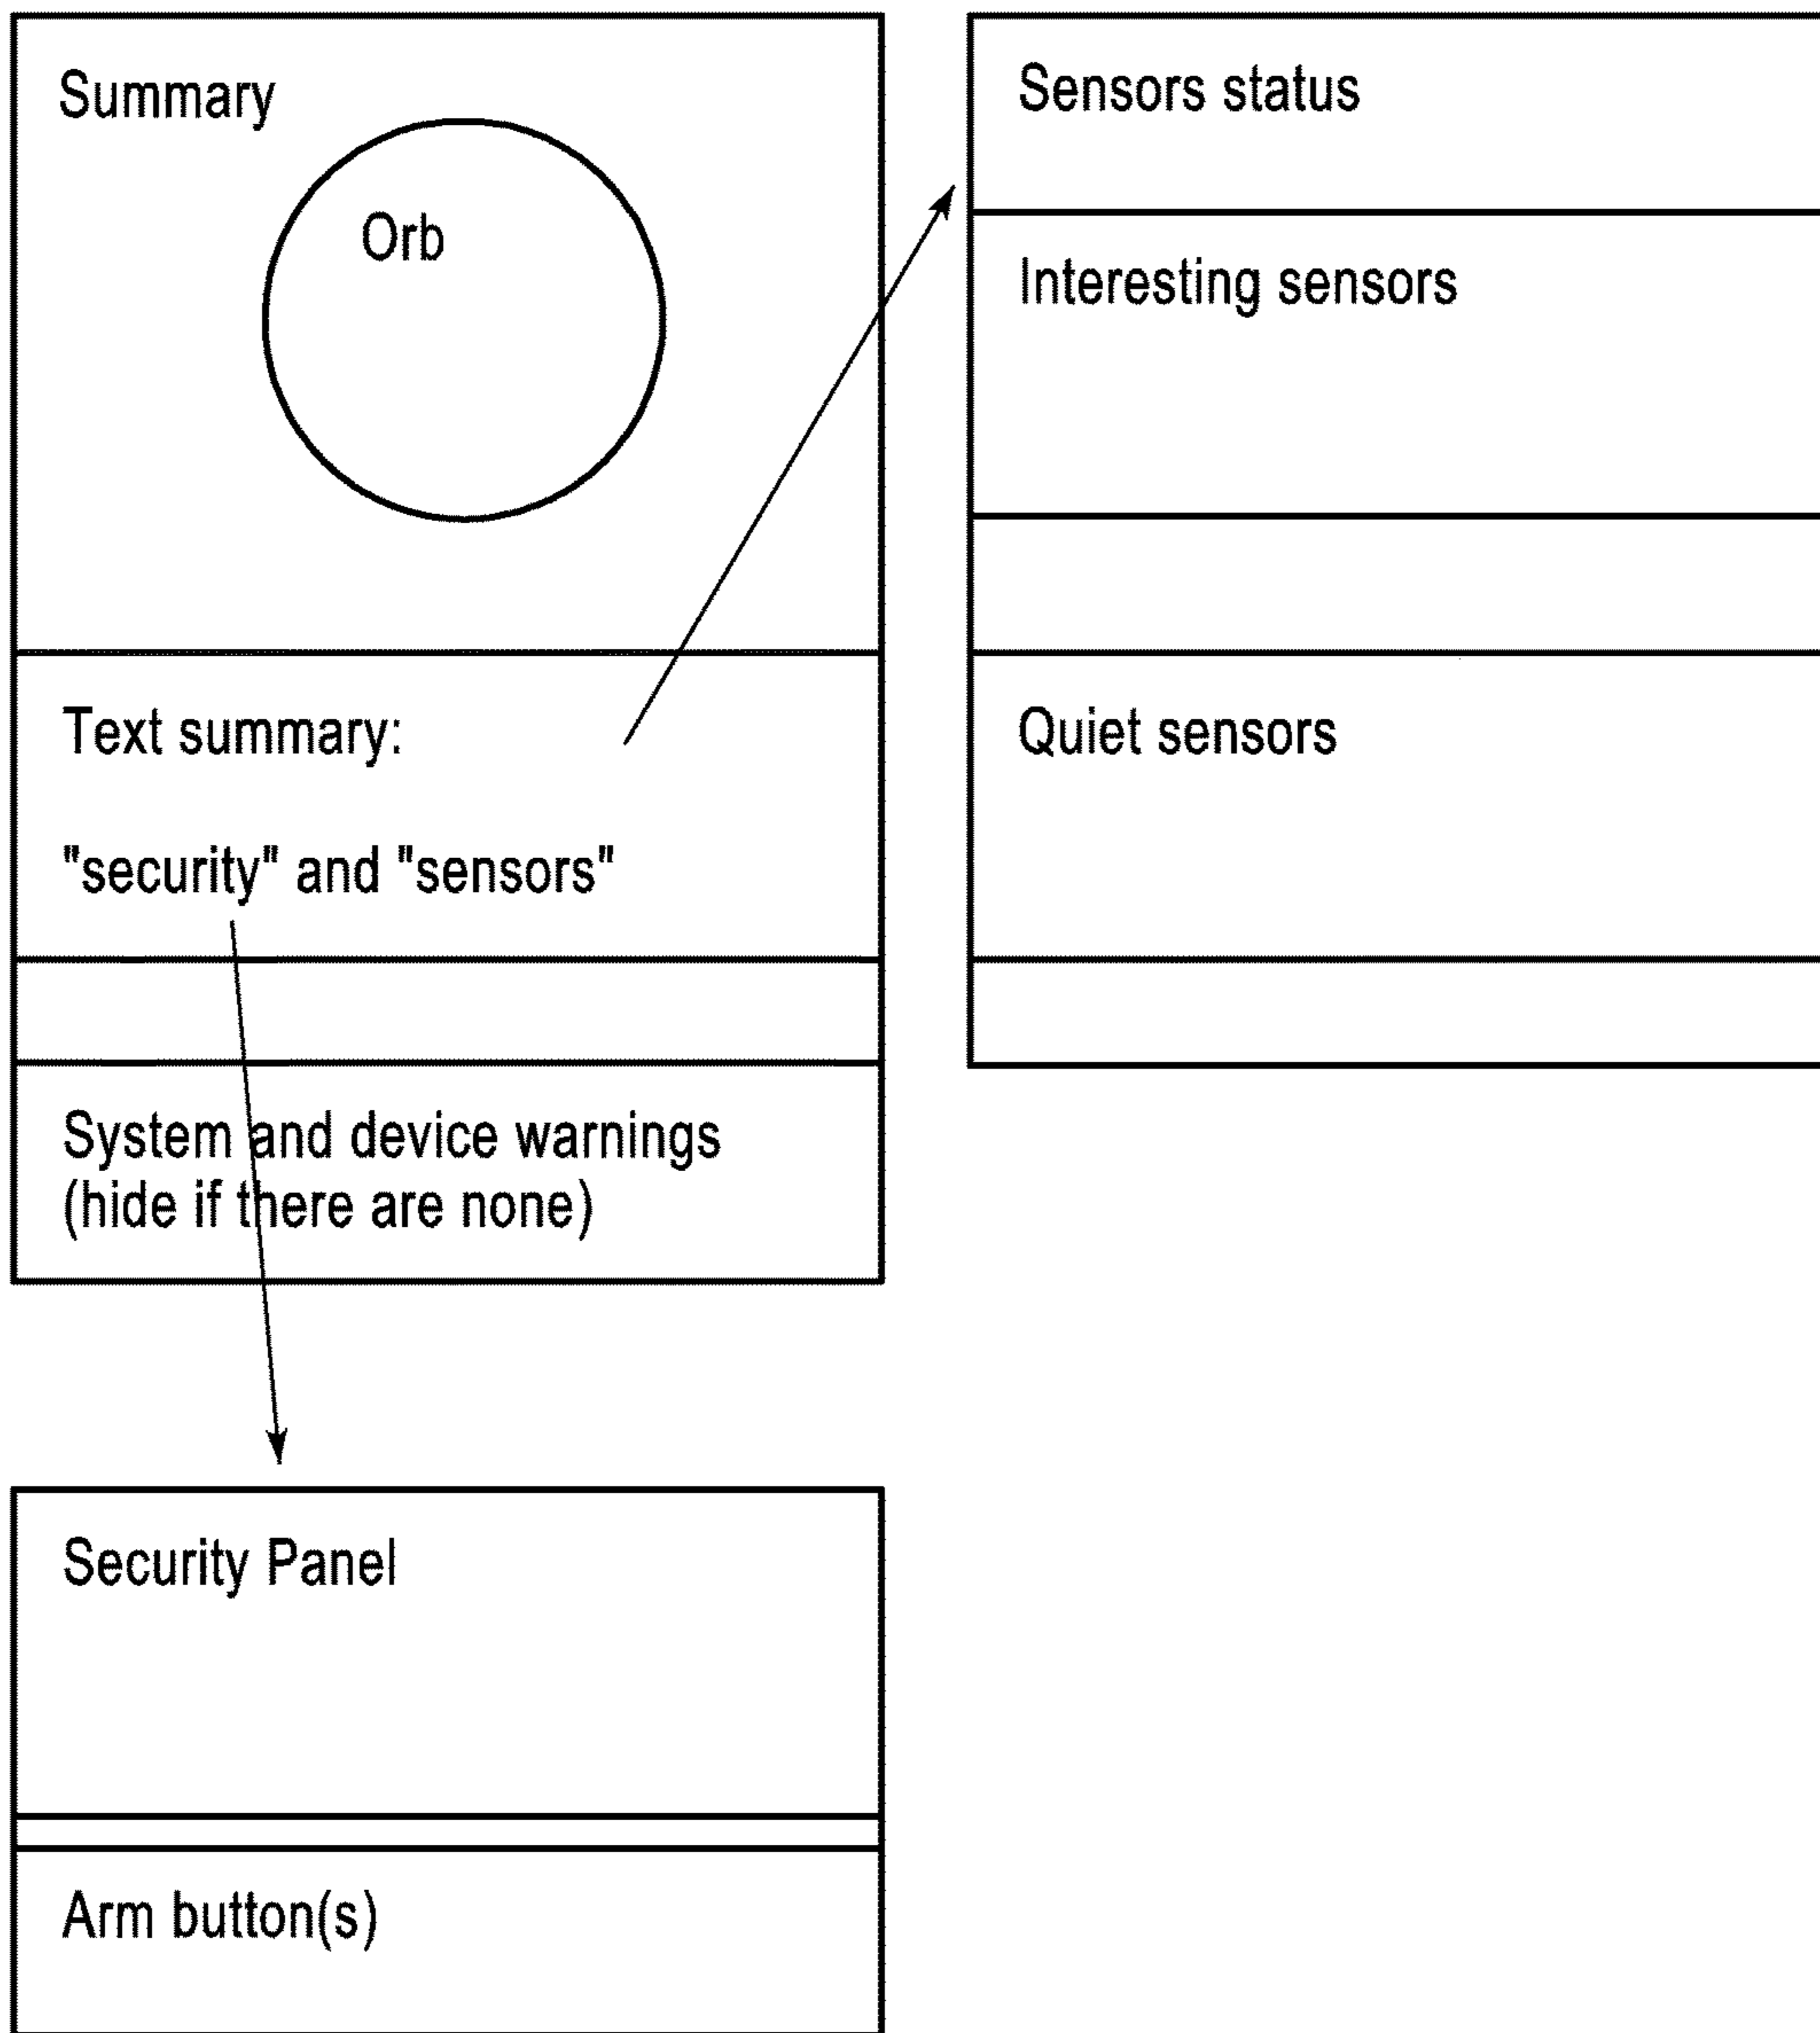 Summary
Orb
Text summary:
"security" and "sensors"
System and device warnings
(hide if there are none)
Sensors status
Interesting sensors
Quiet sensors
Security Panel
Arm button(s)